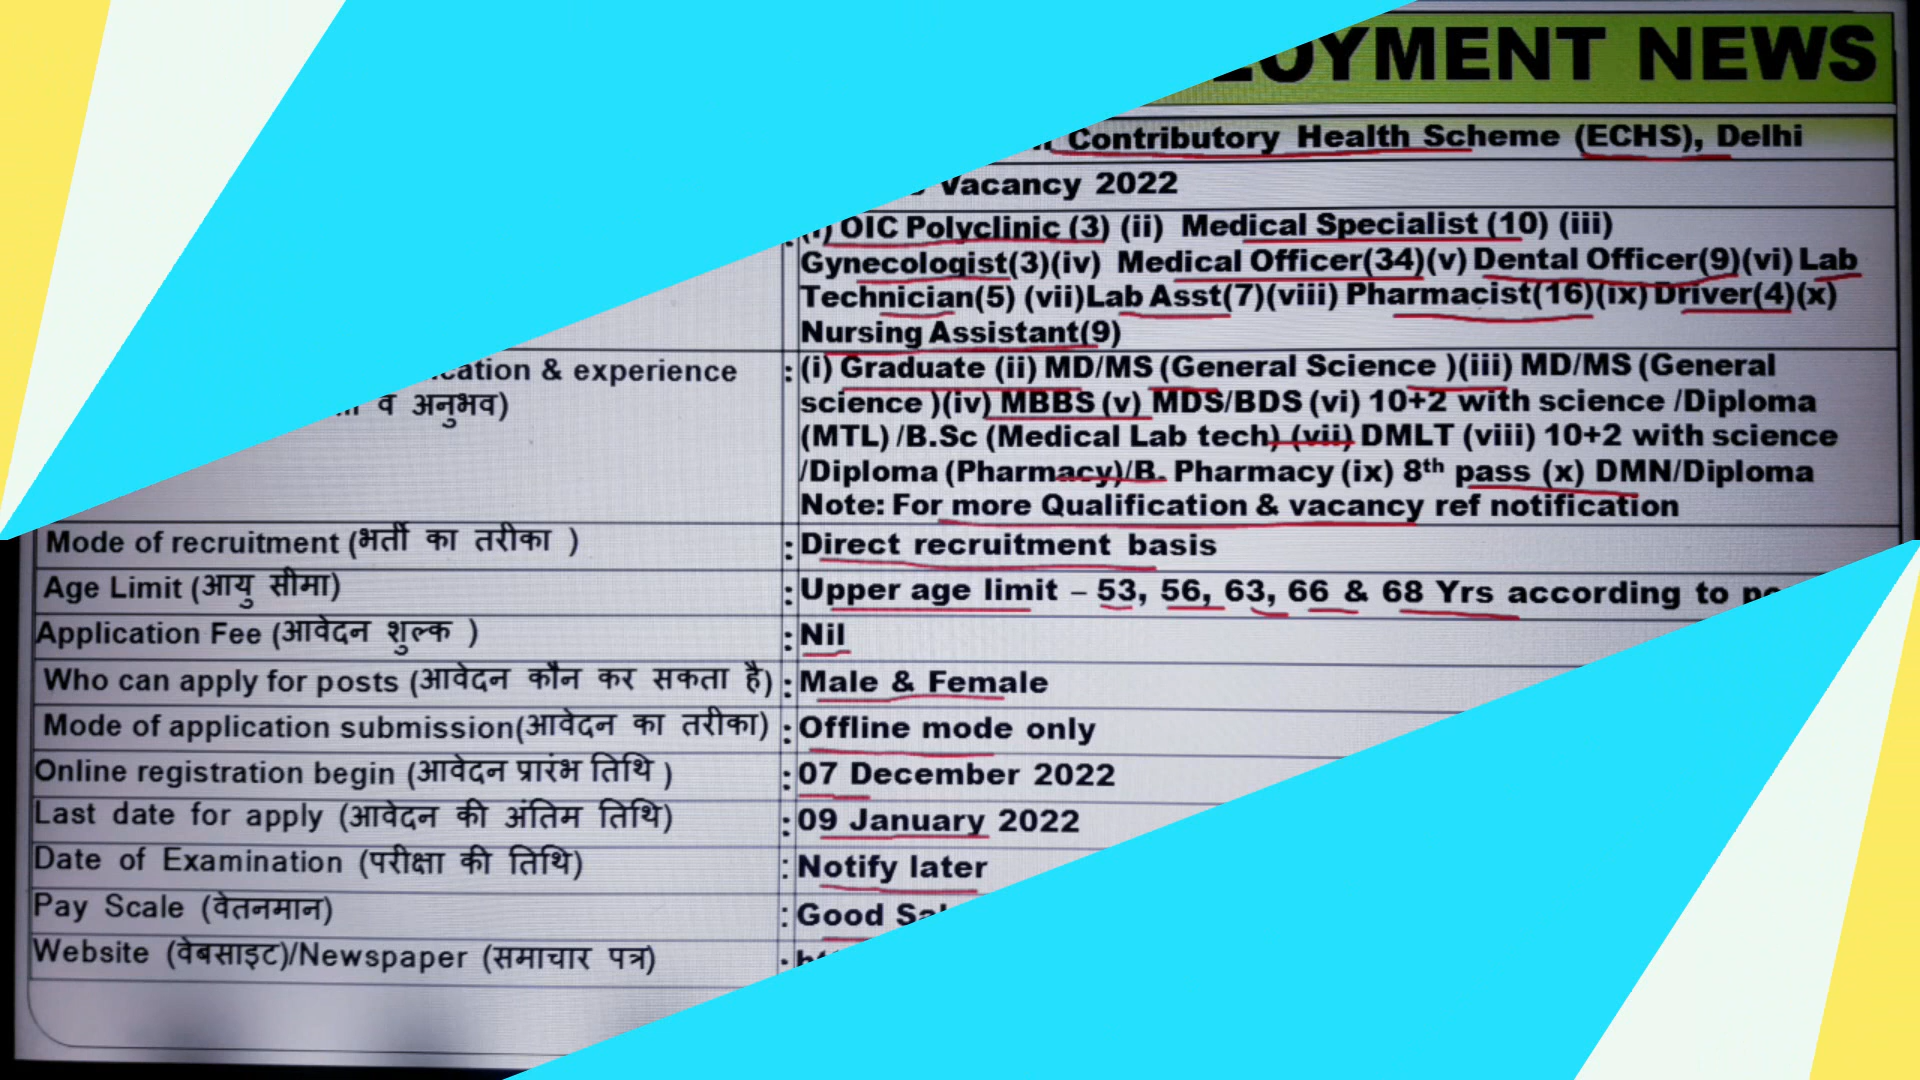 OYMENT NEWS
Contributory Health Scheme (ECHS), Delhi
Vacancy 2022
(i) OIC Polyclinic (3) (ii) Medical Specialist (10) (iii)
Gynecologist(3)(iv) Medical Officer(34)(v) Dental Officer(9)(vi) Lab
Technician(5) (vii)Lab Asst(7)(viii) Pharmacist(16)(ix) Driver(4)(x)
Nursing Assistant(9)
cation & experience
व अनुभव)
:(i) Graduate (ii) MD/MS (General Science )(iii) MD/MS (General
science )(iv) MBBS (v) MDS/BDS (vi) 10+2 with science /Diploma
(MTL) /B.Sc (Medical Lab tech) (vii) DMLT (viii) 10+2 with science
/Diploma (Pharmacy)/B. Pharmacy (ix) 8th pass (x) DMN/Diploma
Note: For more Qualification & vacancy ref notification
Mode of recruitment (भर्ती का तरीका ) : Direct recruitment basis
Age Limit (आयु सीमा) : Upper age limit – 53, 56, 63, 66 & 68 Yrs according to
Application Fee (आवेदन शुल्क ) : Nil
Who can apply for posts (आवेदन कौन कर सकता है) : Male & Female
Mode of application submission(आवेदन का तरीका) : Offline mode only
Online registration begin (आवेदन प्रारंभ तिथि ) : 07 December 2022
Last date for apply (आवेदन की अंतिम तिथि) : 09 January 2022
Date of Examination (परीक्षा की तिथि) : Notify later
Pay Scale (वेतनमान) : Good
Website (वेबसाइट)/Newspaper (समाचार पत्र) :